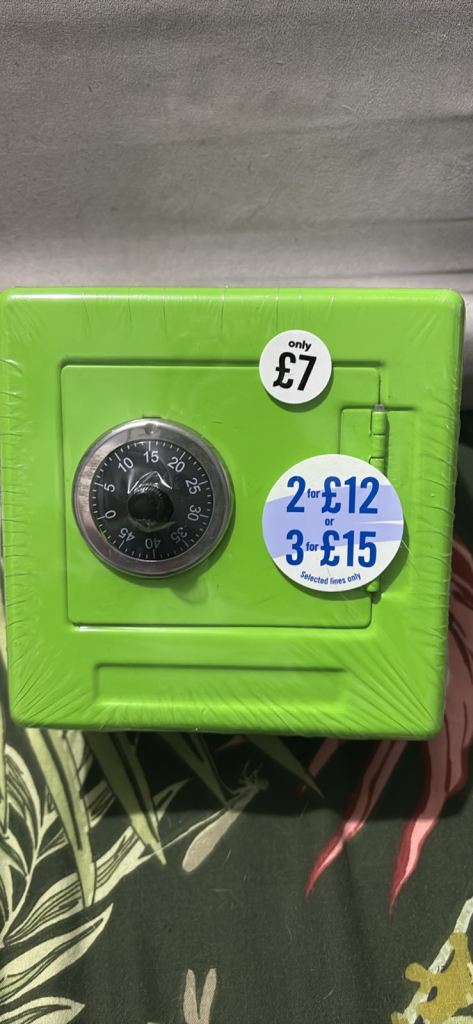 only
£7
2 for £12
or
3 for £15
Selected lines only
0 5 10 15 20 25 30 35 40 45